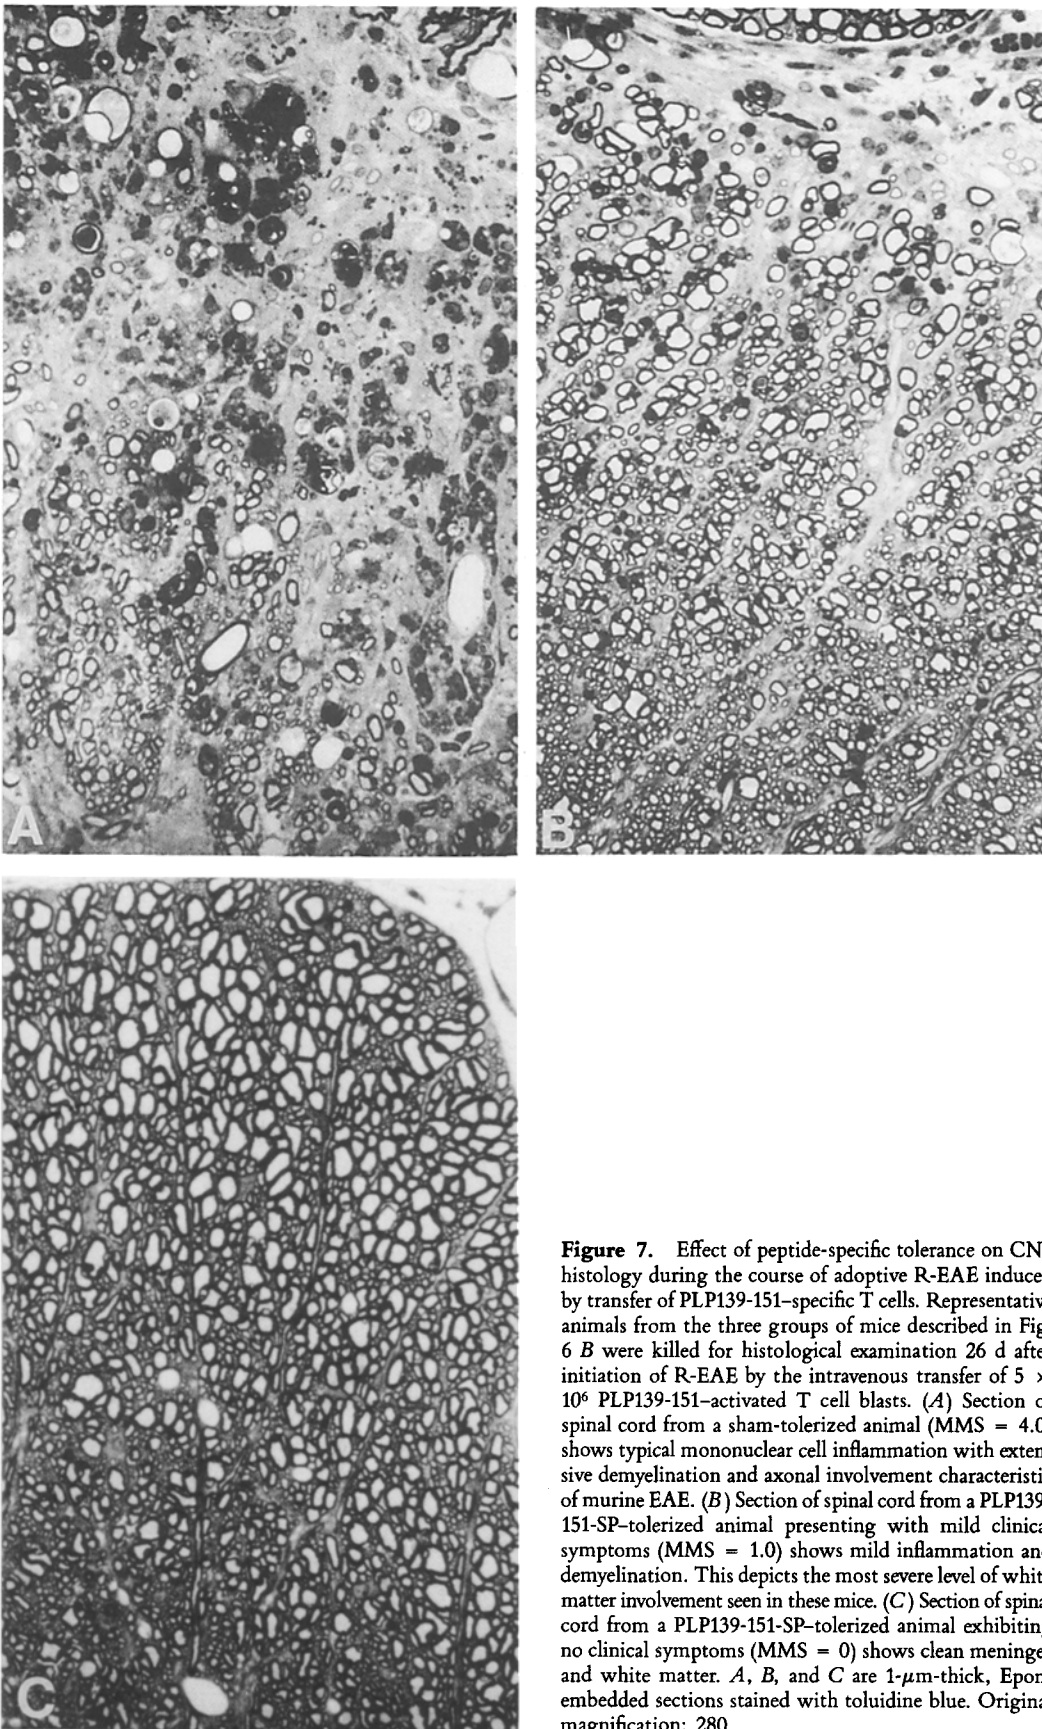 A
B
C
Figure 7. Effect of peptide-specific tolerance on CN
histology during the course of adoptive R-EAE induce
by transfer of PLP139-151–specific T cells. Representativ
animals from the three groups of mice described in Fig
6 B were killed for histological examination 26 d afte
initiation of R-EAE by the intravenous transfer of 5 ×
10⁶ PLP139-151–activated T cell blasts. (A) Section o
spinal cord from a sham-tolerized animal (MMS = 4.0
shows typical mononuclear cell inflammation with exten
sive demyelination and axonal involvement characteristi
of murine EAE. (B) Section of spinal cord from a PLP139
151-SP–tolerized animal presenting with mild clinica
symptoms (MMS = 1.0) shows mild inflammation an
demyelination. This depicts the most severe level of whit
matter involvement seen in these mice. (C) Section of spina
cord from a PLP139-151-SP–tolerized animal exhibitin
no clinical symptoms (MMS = 0) shows clean meninge
and white matter. A, B, and C are 1-μm-thick, Epon
embedded sections stained with toluidine blue. Origina
magnification: 280